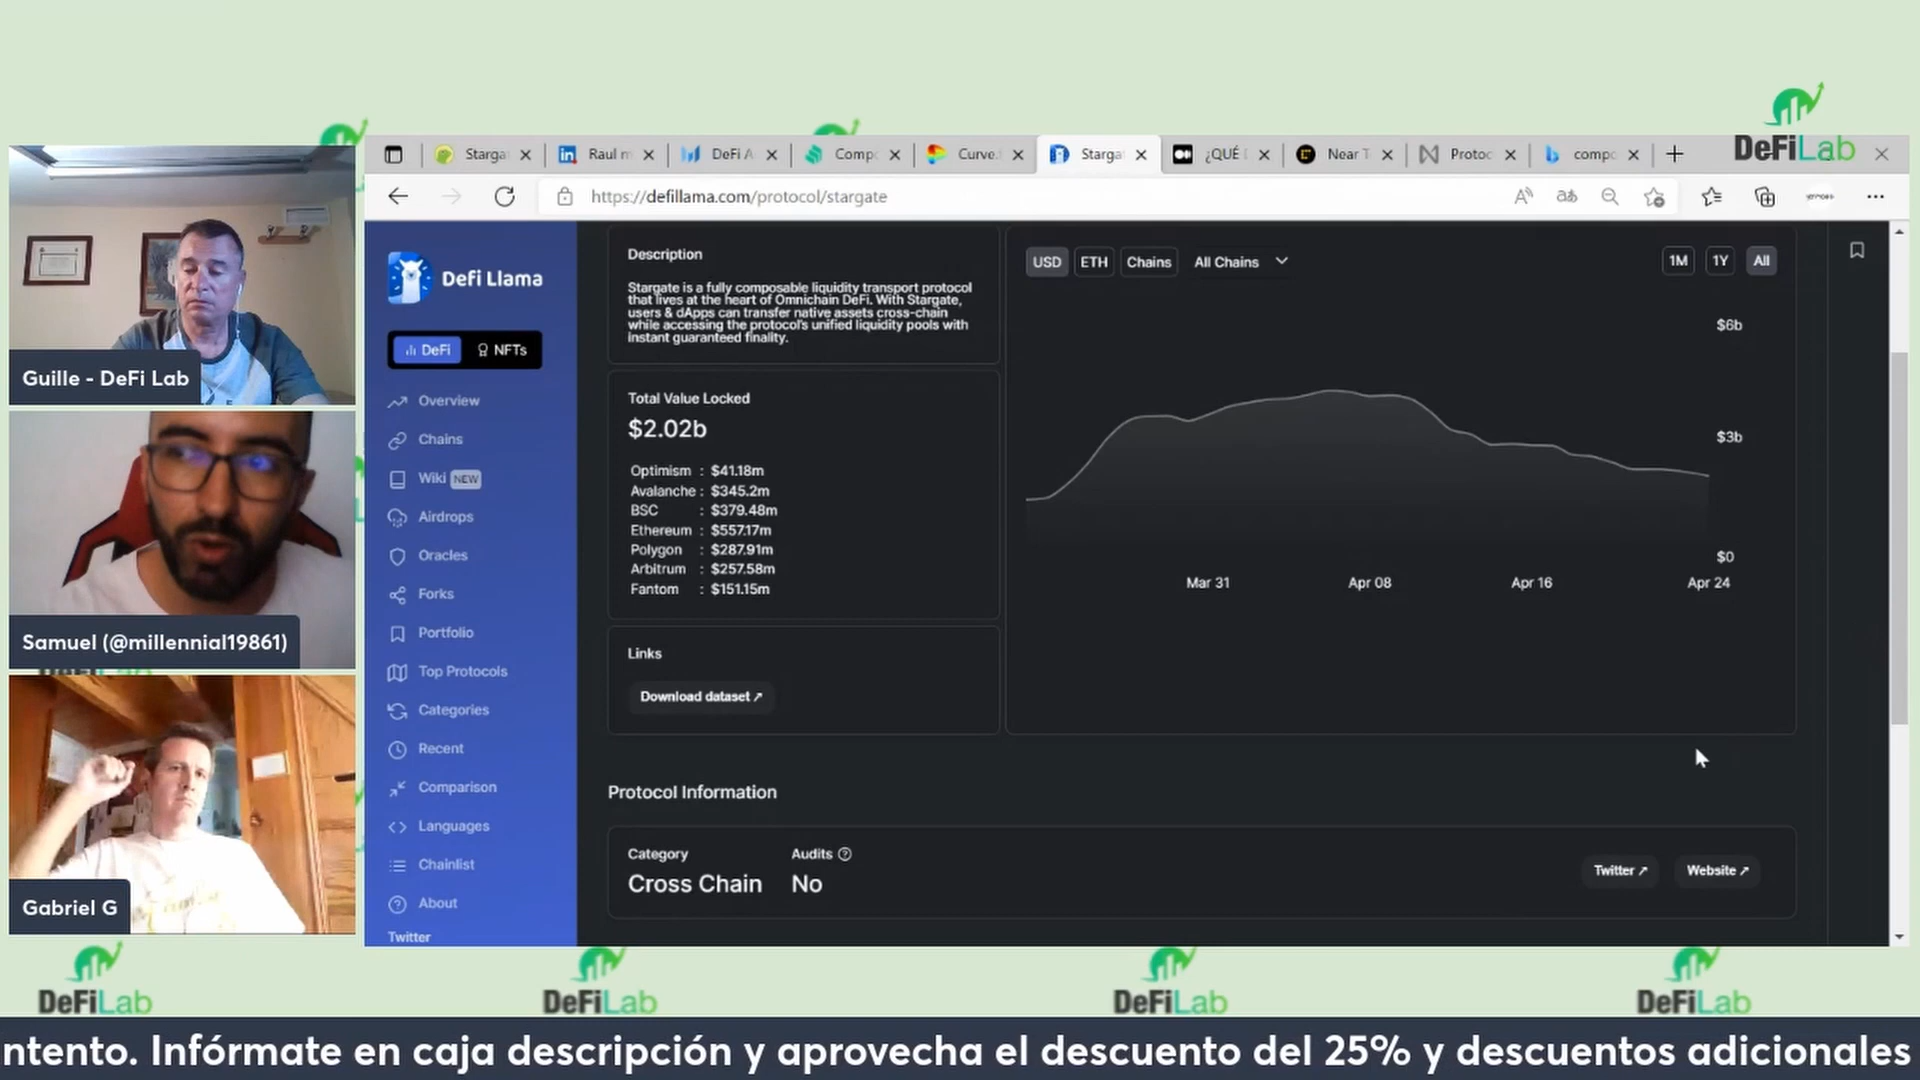 DeFiLab
Starga
Raul m
DeFi A
Compo
Curve.
Starga
¿QUÉ
Near T
Protoc
compo
https://defillama.com/protocol/stargate
Defi Llama
DeFi
NFTs
Overview
Chains
Wiki NEW
Airdrops
Oracles
Forks
Portfolio
Top Protocols
Categories
Recent
Comparison
Languages
Chainlist
About
Twitter
Description
Stargate is a fully composable liquidity transport protocol
that lives at the heart of Omnichain DeFi. With Stargate,
users & dApps can transfer native assets cross-chain
while accessing the protocol's unified liquidity pools with
instant guaranteed finality.
Total Value Locked
$2.02b
Optimism : $41.18m
Avalanche : $345.2m
BSC : $379.48m
Ethereum : $557.17m
Polygon : $287.91m
Arbitrum : $257.58m
Fantom : $151.15m
Links
Download dataset ↗
USD ETH Chains All Chains
1M 1Y All
$6b
$3b
$0
Mar 31 Apr 08 Apr 16 Apr 24
Protocol Information
Category
Cross Chain
Audits
No
Twitter ↗
Website ↗
Guille - DeFi Lab
Samuel (@millennial19861)
Gabriel G
DeFiLab
DeFiLab
DeFiLab
DeFiLab
ntento. Infórmate en caja descripción y aprovecha el descuento del 25% y descuentos adicionales